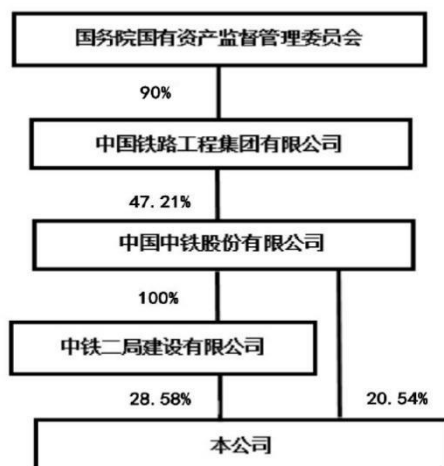 国务院国有资产监督管理委员会
90%
中国铁路工程集团有限公司
47.21%
中国中铁股份有限公司
100%
中铁二局建设有限公司
28.58%
20.54%
本公司